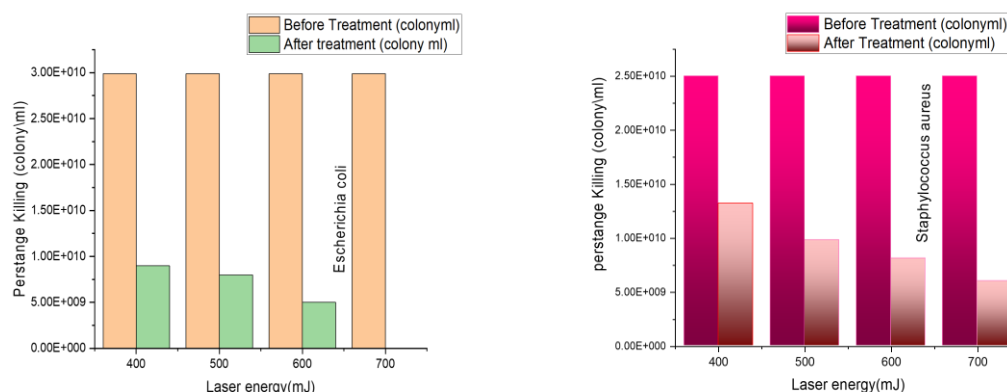 Before Treatment (colonyml)
After treatment (colony ml)
Perstange Killing (colony\ml)
3.00E+010
2.50E+010
2.00E+010
1.50E+010
1.00E+010
5.00E+009
0.00E+000
Escherichia coli
400 500 600 700
Laser energy(mJ)
Before Treatment (colonyml)
After Treatment (colonyml)
perstange Killing (colony\ml)
2.50E+010
2.00E+010
1.50E+010
1.00E+010
5.00E+009
0.00E+000
Staphylococcus aureus
400 500 600 700
Laser energy(mJ)